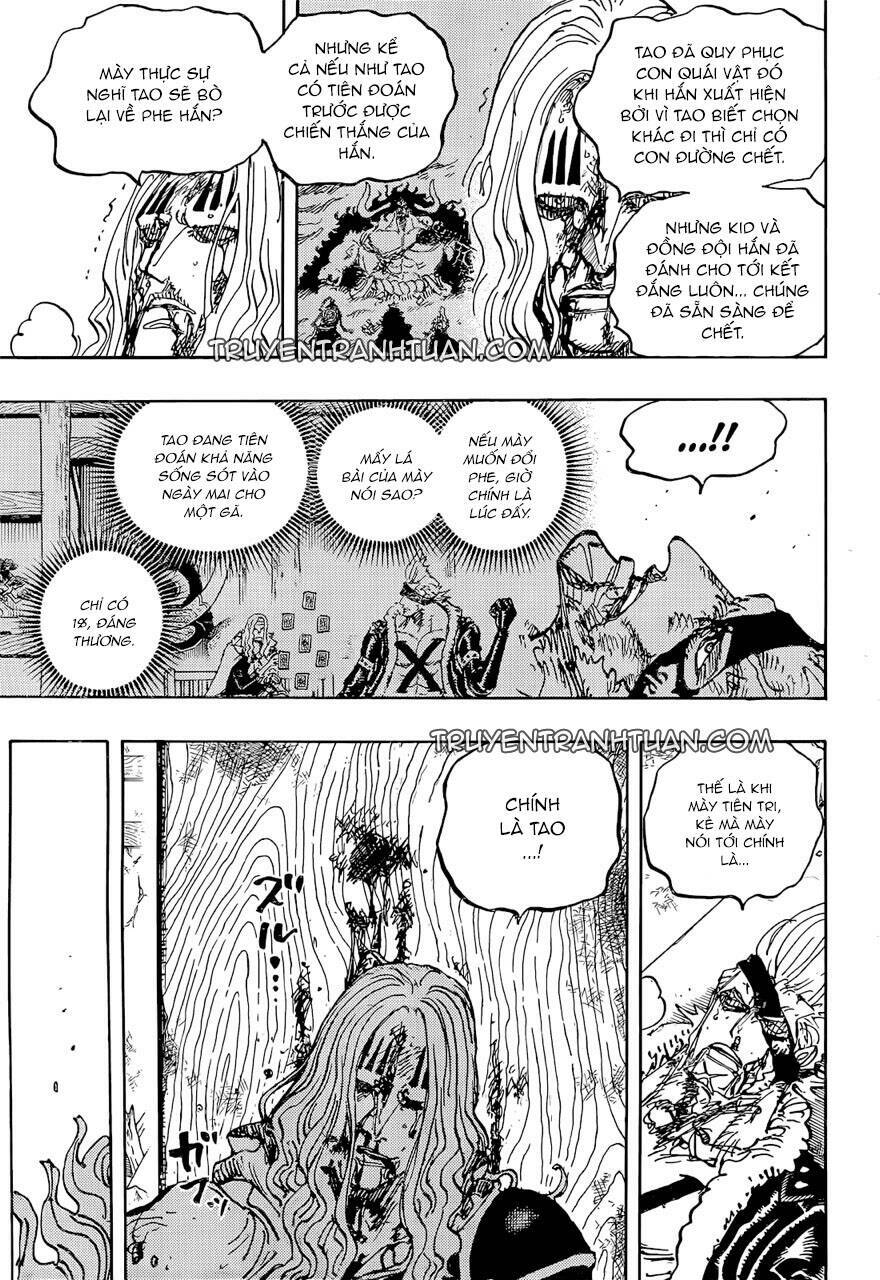 TAO ĐÃ QUY PHỤC
CON QUÁI VẬT ĐÓ
KHI HẮN XUẤT HIỆN
BỞI VÌ TAO BIẾT CHỌN
KHÁC ĐI THÌ CHỈ CÓ
CON ĐƯỜNG CHẾT.
NHƯNG KID VÀ
ĐỒNG ĐỘI HẮN ĐÃ
ĐÁNH CHO TỚI KẾT
ĐẮNG LUÔN... CHÚNG
ĐÃ SẴN SÀNG ĐỂ
CHẾT.
NHƯNG KỂ
CẢ NẾU NHƯ TAO
CÓ TIÊN ĐOÁN
TRƯỚC ĐƯỢC
CHIẾN THẮNG CỦA
HẮN.
MÀY THỰC SỰ
NGHĨ TAO SẼ BÒ
LẠI VỀ PHE HẮN?
TRUYENTRANHTUAN.COM
...!!
NẾU MÀY
MUỐN ĐỔI
PHE, GIỜ
CHÍNH LÀ
LÚC ĐẤY.
MẤY LÁ
BÀI CỦA MÀY
NÓI SAO?
TAO ĐANG TIÊN
ĐOÁN KHẢ NĂNG
SỐNG SÓT VÀO
NGÀY MAI CHO
MỘT GÃ.
CHỈ CÓ
1%, ĐÁNG
THƯƠNG.
X
TRUYENTRANHTUAN.COM
THẾ LÀ KHI
MÀY TIÊN TRI,
KẺ MÀ MÀY
NÓI TỚI CHÍNH
LÀ...
CHÍNH
LÀ TAO
...!
ズル…
ガフッ